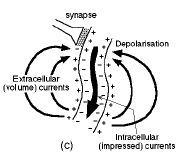 synapse
Depolarisation
Extracellular
(volume) currents
Intracellular
(impressed) currents
(c)